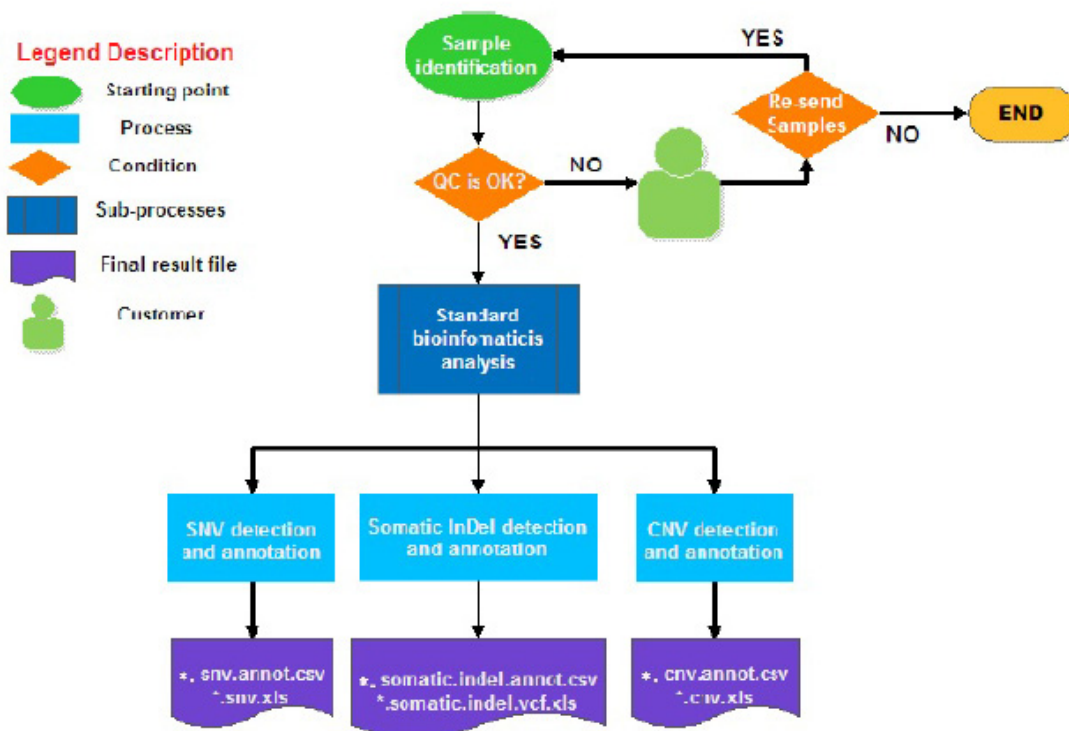 Legend Description
Starting point
Process
Condition
Sub-processes
Final result file
Customer
Sample
identification
YES
Re-send
Samples
NO
END
QC is OK?
NO
YES
Standard
bioinfomaticis
analysis
SNV detection
and annotation
Somatic InDel detection
and annotation
CNV detection
and annotation
*. snv.annot.csv
*.snv.xls
*. somatic.indel.annot.csv
*.somatic.indel.vcf.xls
*. cnv.annot.csv
*.cnv.xls